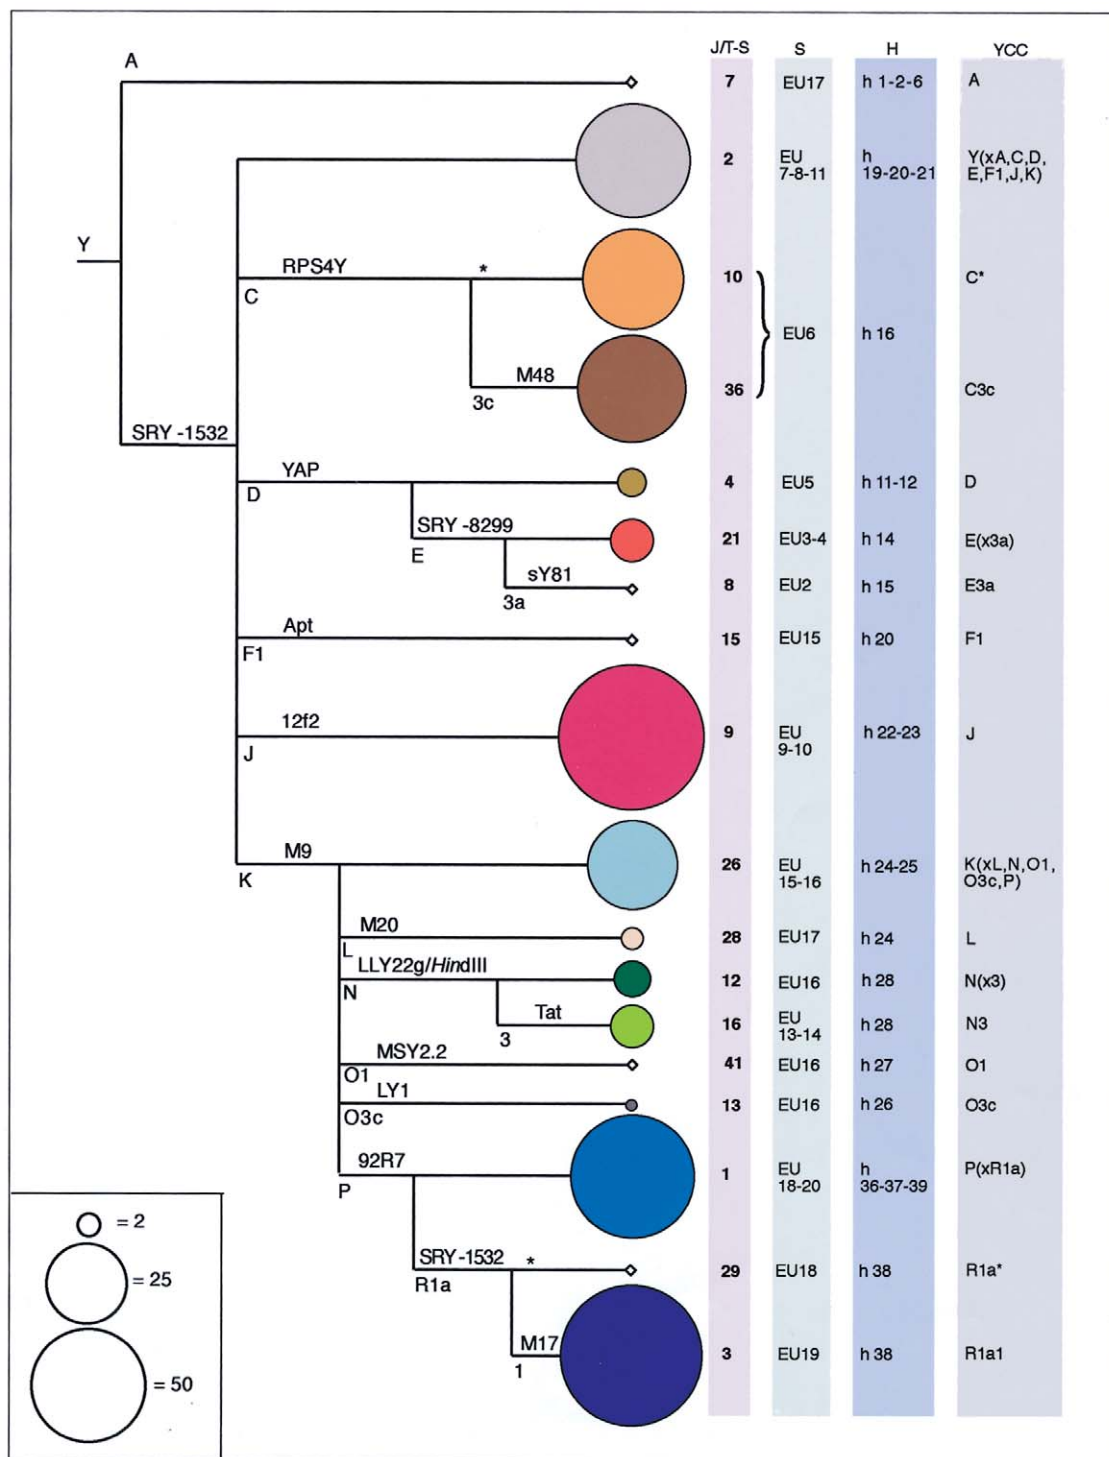 J/T-S S H YCC
A
7 EU17 h 1-2-6 A
2 EU 7-8-11 h 19-20-21 Y(xA,C,D, E,F1,J,K)
Y
RPS4Y * 10 C*
C
EU6 h 16
M48 36 C3c
3c
SRY -1532
YAP 4 EU5 h 11-12 D
D
SRY -8299 21 EU3-4 h 14 E(x3a)
E
sY81 8 EU2 h 15 E3a
3a
Apt 15 EU15 h 20 F1
F1
12f2 9 EU 9-10 h 22-23 J
J
M9 26 EU 15-16 h 24-25 K(xL,N,O1, O3c,P)
K
M20 28 EU17 h 24 L
L
LLY22g/HindIII 12 EU16 h 28 N(x3)
N
Tat 16 EU 13-14 h 28 N3
3
MSY2.2 41 EU16 h 27 O1
O1
LY1 13 EU16 h 26 O3c
O3c
92R7 1 EU 18-20 h 36-37-39 P(xR1a)
P
SRY -1532 * 29 EU18 h 38 R1a*
R1a
M17 3 EU19 h 38 R1a1
1
= 2
= 25
= 50